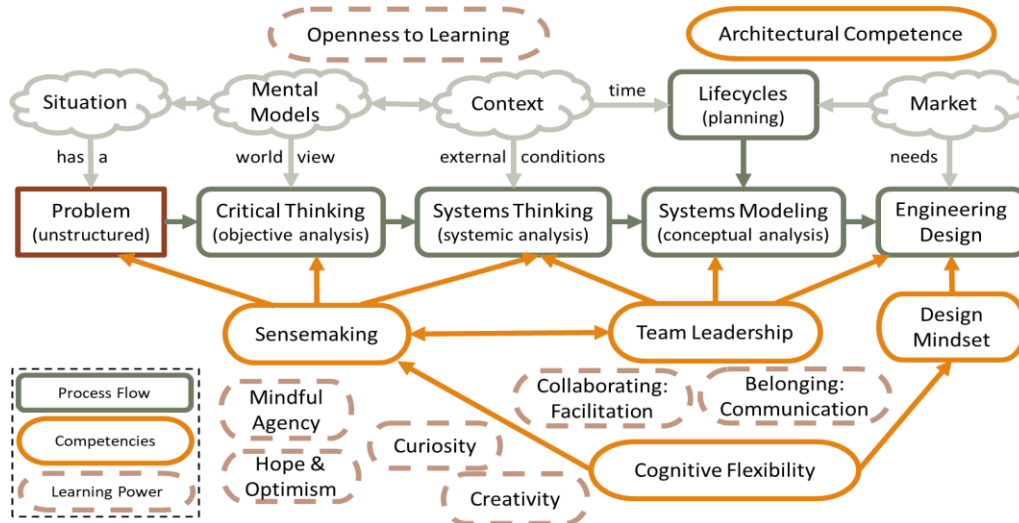 Openness to Learning
Architectural Competence
Situation
Mental
Models
Context
time
Lifecycles
(planning)
Market
has a
world view
external conditions
needs
Problem
(unstructured)
Critical Thinking
(objective analysis)
Systems Thinking
(systemic analysis)
Systems Modeling
(conceptual analysis)
Engineering
Design
Sensemaking
Team Leadership
Design
Mindset
Process Flow
Competencies
Learning Power
Mindful
Agency
Hope &
Optimism
Curiosity
Creativity
Collaborating:
Facilitation
Belonging:
Communication
Cognitive Flexibility